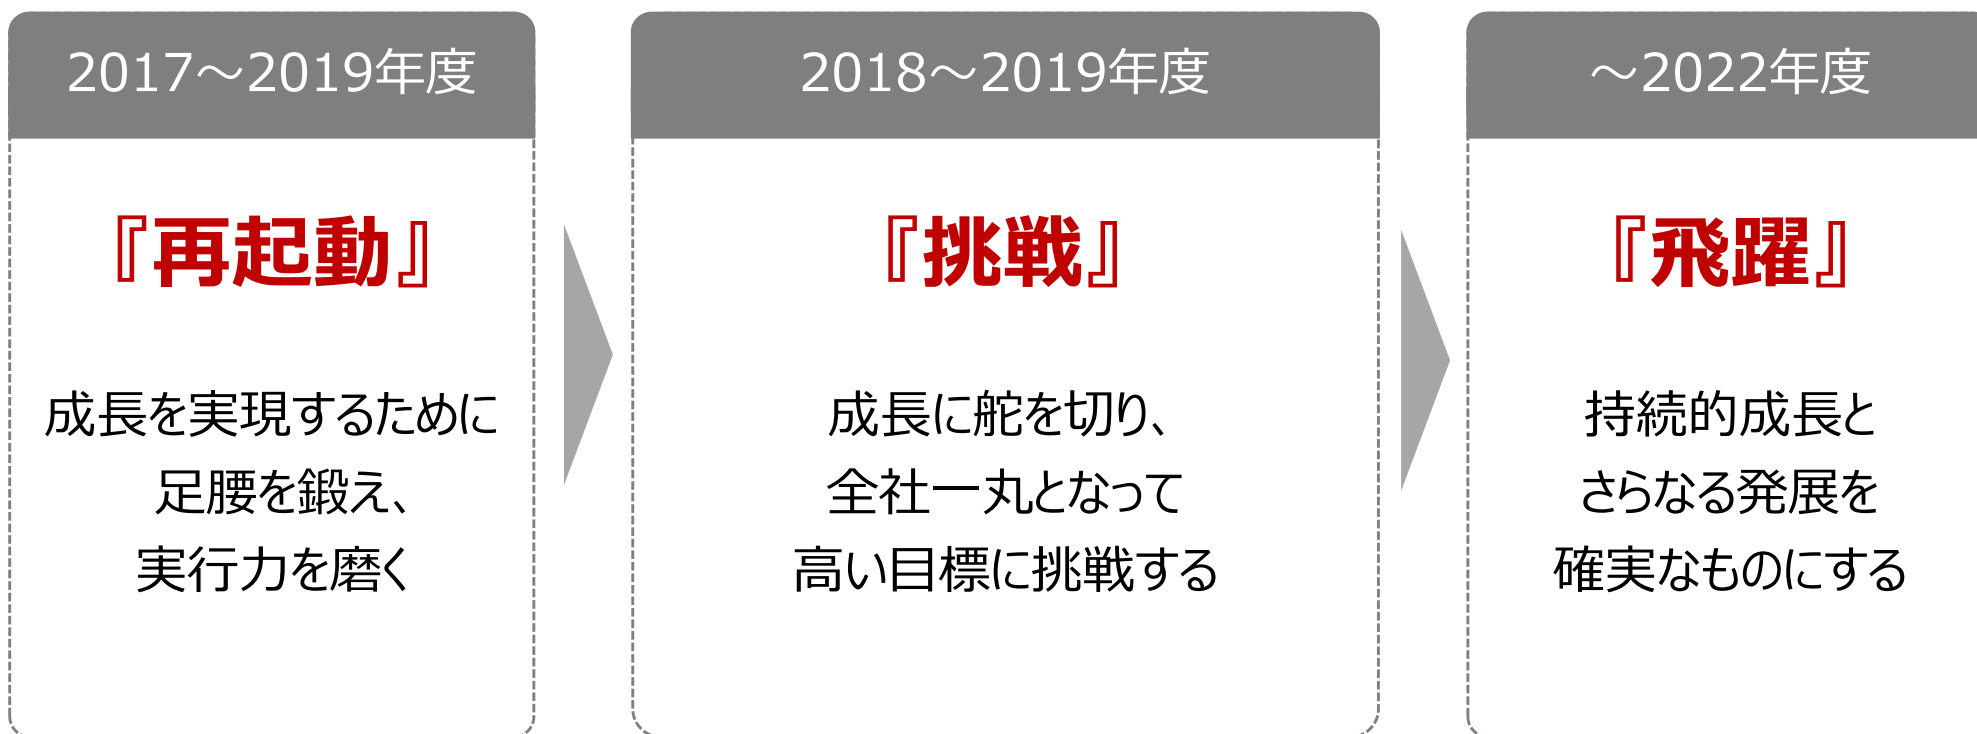 2017～2019年度
『再起動』
成長を実現するために
足腰を鍛え、
実行力を磨く
2018～2019年度
『挑戦』
成長に舵を切り、
全社一丸となって
高い目標に挑戦する
～2022年度
『飛躍』
持続的成長と
さらなる発展を
確実なものにする